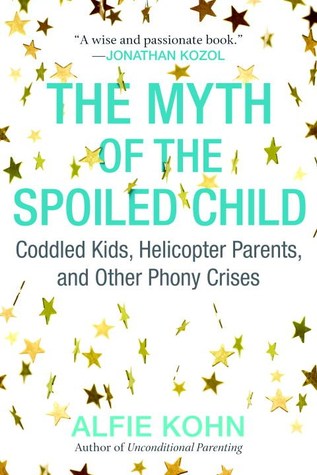 “A wise and passionate book.”
—JONATHAN KOZOL
THE MYTH
OF THE
SPOILED CHILD
Coddled Kids, Helicopter Parents,
and Other Phony Crises
ALFIE KOHN
Author of Unconditional Parenting